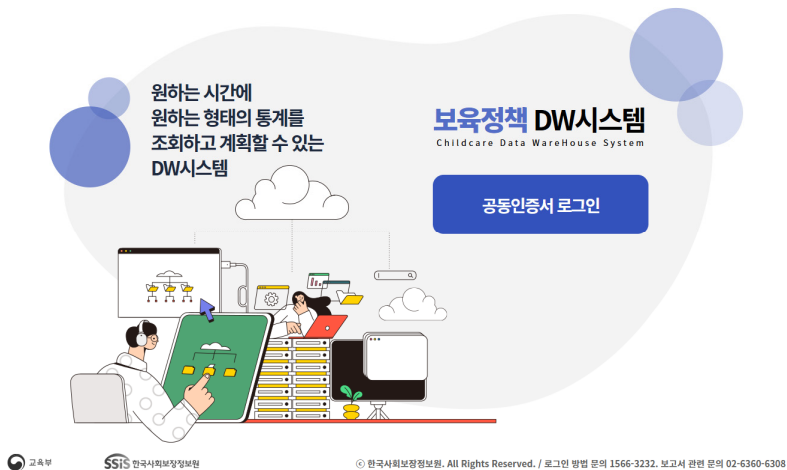 원하는 시간에
원하는 형태의 통계를
조회하고 계획할 수 있는
DW시스템
보육정책 DW시스템
Childcare Data WareHouse System
공동인증서 로그인
교육부
SSiS 한국사회보장정보원
ⓒ 한국사회보장정보원. All Rights Reserved. / 로그인 방법 문의 1566-3232. 보고서 관련 문의 02-6360-6308